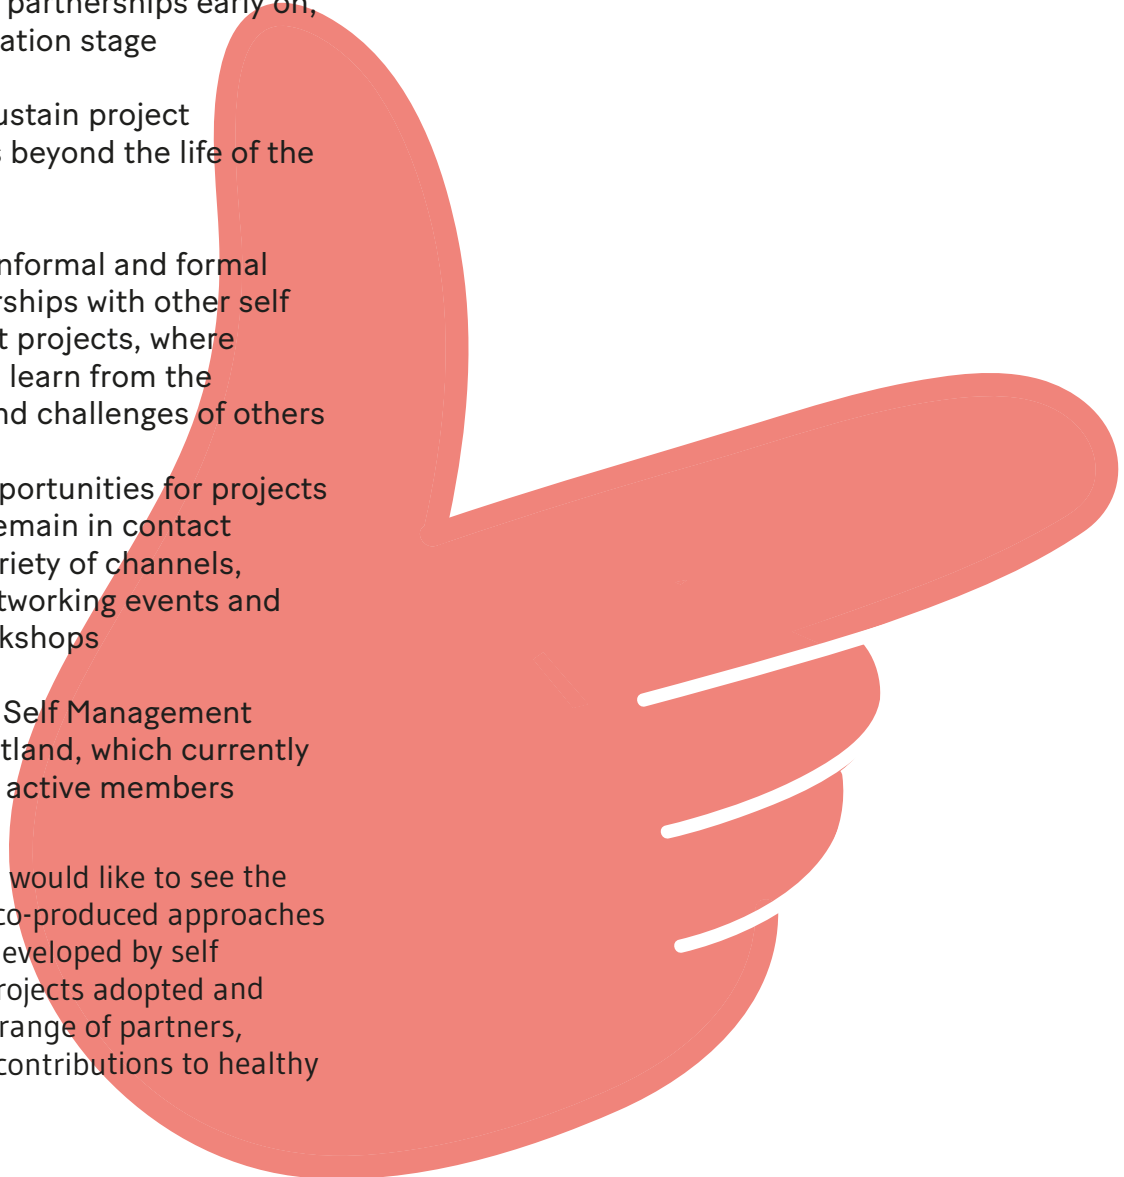 partnerships early on,
ation stage
ustain project
s beyond the life of the
nformal and formal
rships with other self
t projects, where
learn from the
nd challenges of others
portunities for projects
emain in contact
riety of channels,
tworking events and
kshops
Self Management
tland, which currently
active members
would like to see the
co-produced approaches
eveloped by self
rojects adopted and
range of partners,
contributions to healthy